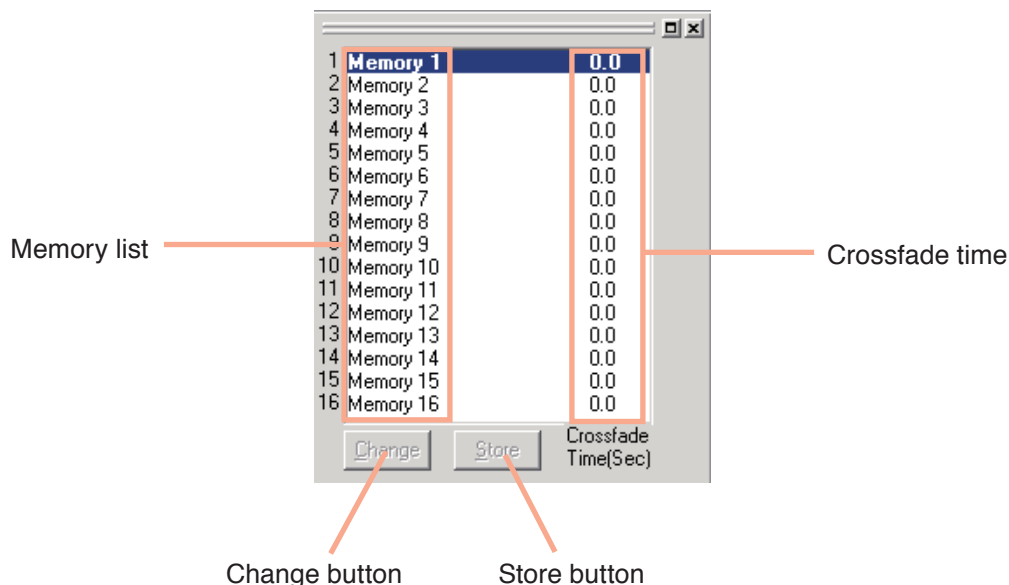 1 Memory 1 0.0
2 Memory 2 0.0
3 Memory 3 0.0
4 Memory 4 0.0
5 Memory 5 0.0
6 Memory 6 0.0
7 Memory 7 0.0
8 Memory 8 0.0
Memory list 9 Memory 9 0.0 Crossfade time
10 Memory 10 0.0
11 Memory 11 0.0
12 Memory 12 0.0
13 Memory 13 0.0
14 Memory 14 0.0
15 Memory 15 0.0
16 Memory 16 0.0
Change Store Crossfade
Time(Sec)
Change button Store button